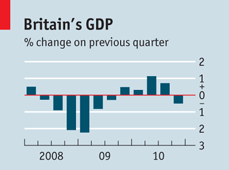 Britain's GDP
% change on previous quarter
2
1
+
0
–
1
2
3
2008 09 10